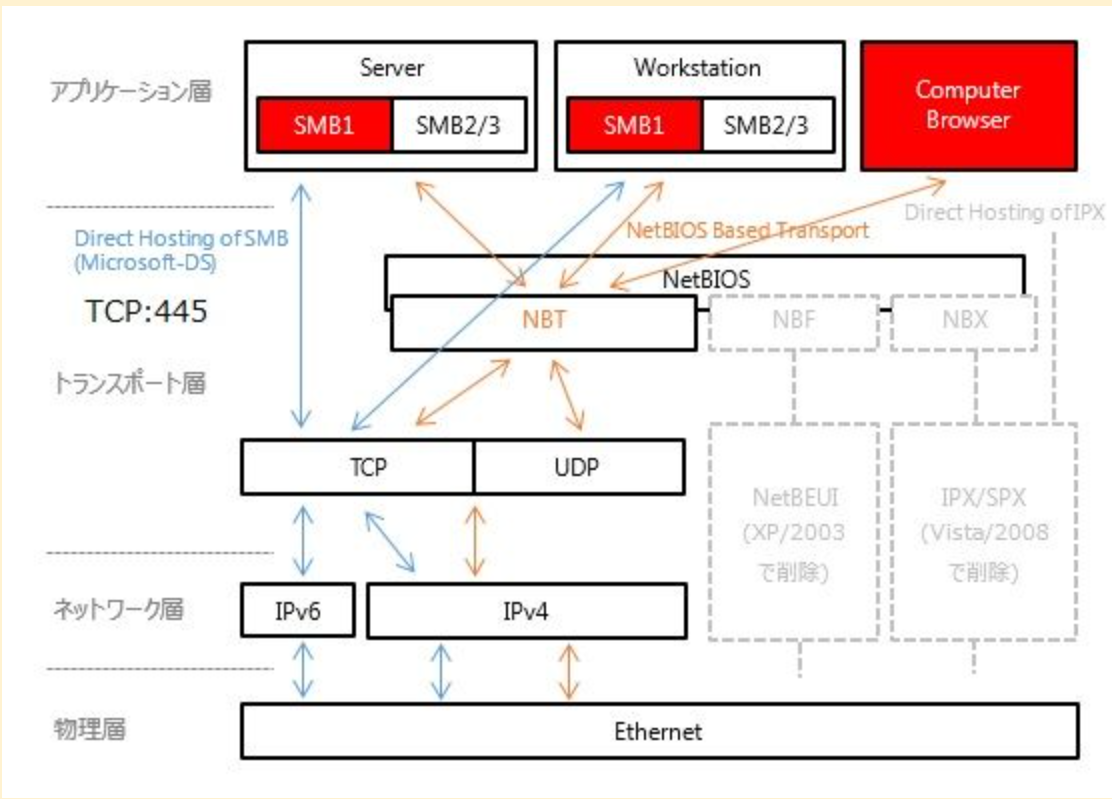 アプリケーション層
Server
SMB1
SMB2/3
Workstation
SMB1
SMB2/3
Computer
Browser
Direct Hosting of SMB
(Microsoft-DS)
TCP:445
NetBIOS Based Transport
Direct Hosting of IPX
NetBIOS
NBT
NBF
NBX
トランスポート層
TCP
UDP
NetBEUI
(XP/2003
で削除)
IPX/SPX
(Vista/2008
で削除)
ネットワーク層
IPv6
IPv4
物理層
Ethernet